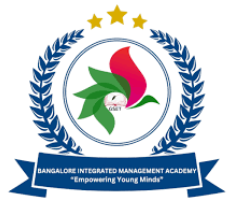 BANGALORE INTEGRATED MANAGEMENT ACADEMY
"Empowering Young Minds"